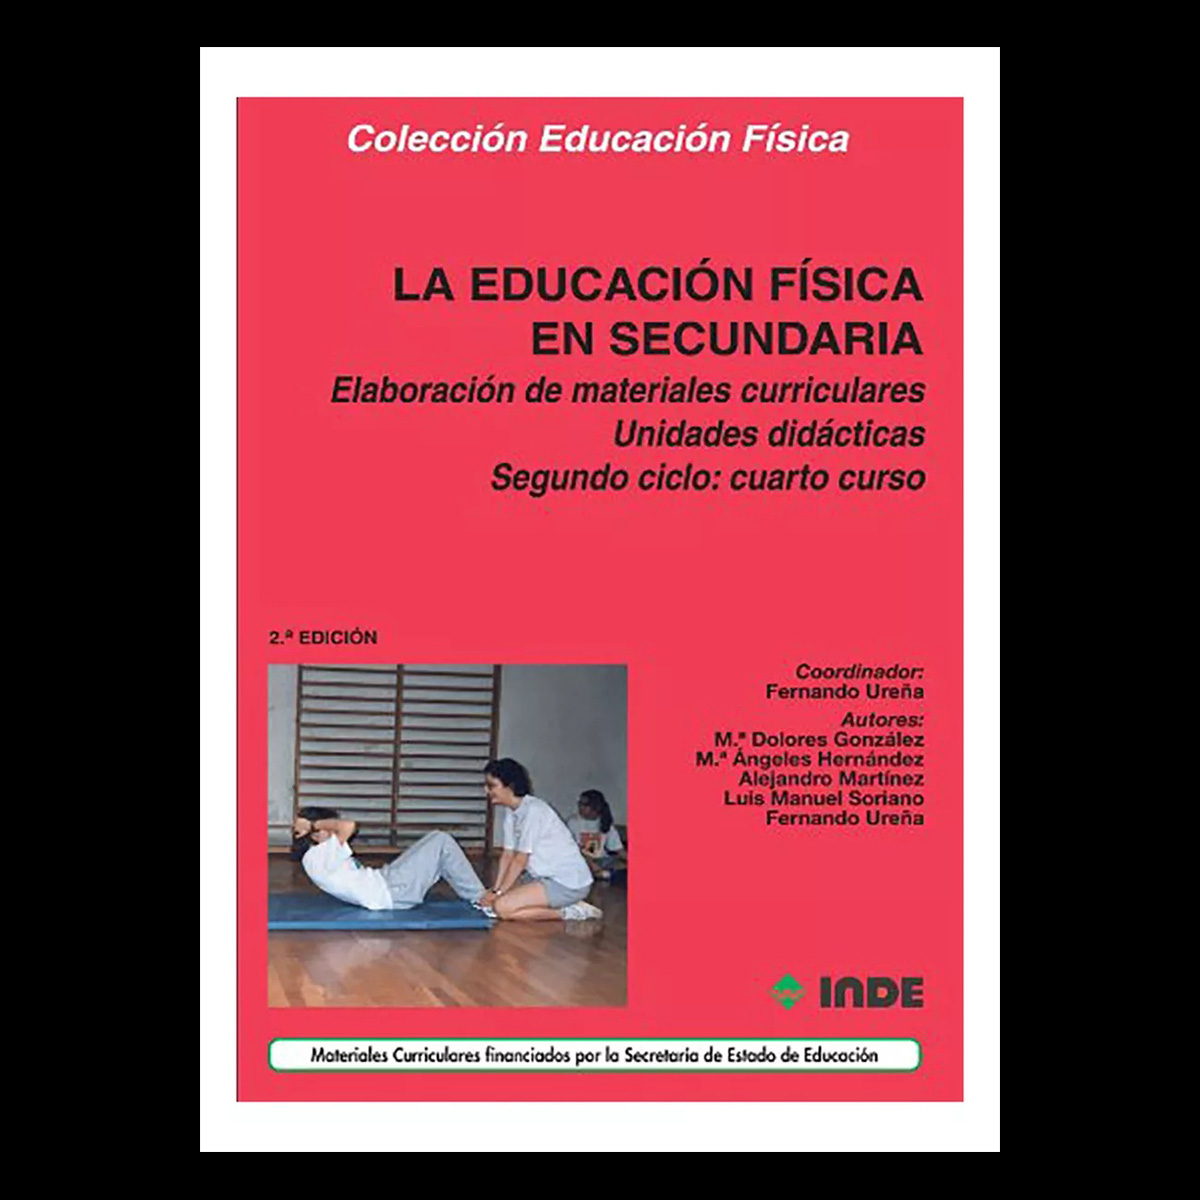 Colección Educación Física
LA EDUCACIÓN FÍSICA
EN SECUNDARIA
Elaboración de materiales curriculares
Unidades didácticas
Segundo ciclo: cuarto curso
2.ª EDICIÓN
Coordinador:
Fernando Ureña
Autores:
M.ª Dolores González
M.ª Ángeles Hernández
Alejandro Martínez
Luis Manuel Soriano
Fernando Ureña
INDE
Materiales Curriculares financiados por la Secretaría de Estado de Educación